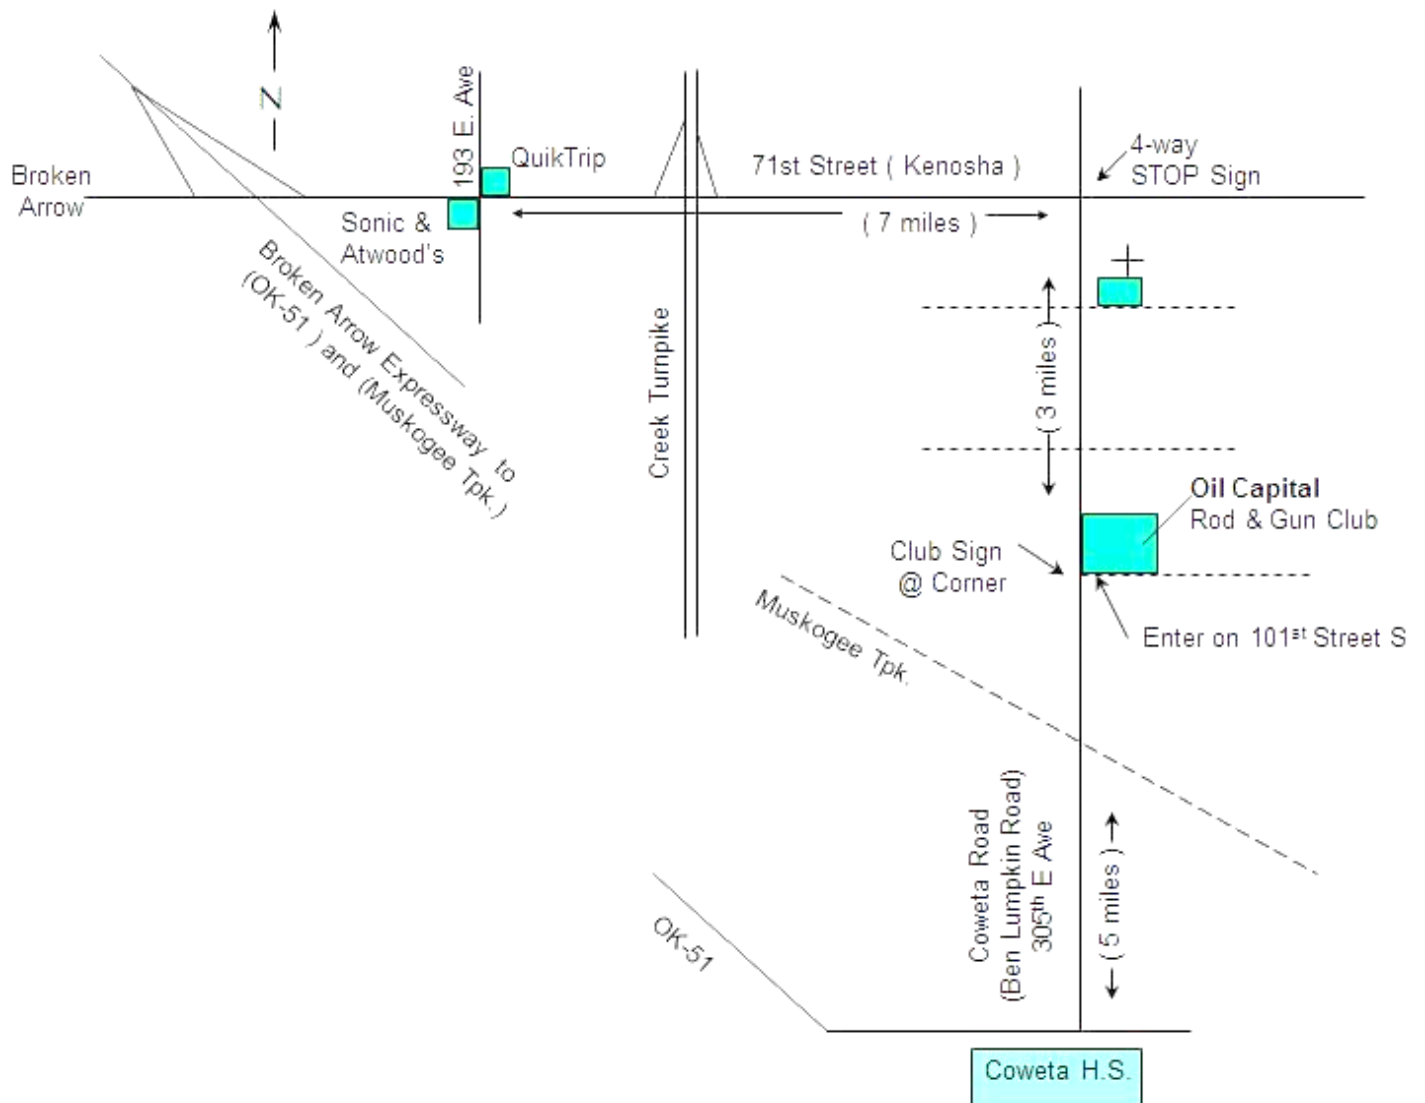 N
193 E. Ave
QuikTrip
71st Street ( Kenosha )
4-way
STOP Sign
Broken
Arrow
Sonic &
Atwood's
( 7 miles )
Broken Arrow Expressway to
(OK-51 ) and (Muskogee Tpk.)
Creek Turnpike
( 3 miles )
Oil Capital
Rod & Gun Club
Club Sign
@ Corner
Enter on 101st Street S
Muskogee Tpk.
Coweta Road
(Ben Lumpkin Road)
305th E Ave
( 5 miles )
OK-51
Coweta H.S.